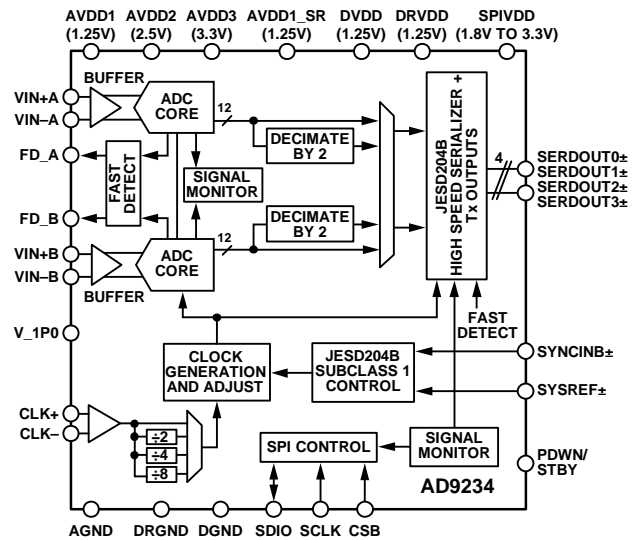 AVDD1 AVDD2 AVDD3 AVDD1_SR DVDD DRVDD SPIVDD
(1.25V) (2.5V) (3.3V) (1.25V) (1.25V) (1.25V) (1.8V TO 3.3V)
BUFFER
VIN+A
VIN–A
ADC
CORE
12
DECIMATE
BY 2
FD_A
FAST
DETECT
SIGNAL
MONITOR
FD_B
12
DECIMATE
BY 2
VIN+B
VIN–B
ADC
CORE
BUFFER
JESD204B
HIGH SPEED SERIALIZER +
Tx OUTPUTS
4
SERDOUT0±
SERDOUT1±
SERDOUT2±
SERDOUT3±
FAST
DETECT
V_1P0
CLOCK
GENERATION
AND ADJUST
JESD204B
SUBCLASS 1
CONTROL
SYNCINB±
SYSREF±
CLK+
CLK–
÷2
÷4
÷8
SPI CONTROL
SIGNAL
MONITOR
PDWN/
STBY
AD9234
AGND DRGND DGND SDIO SCLK CSB